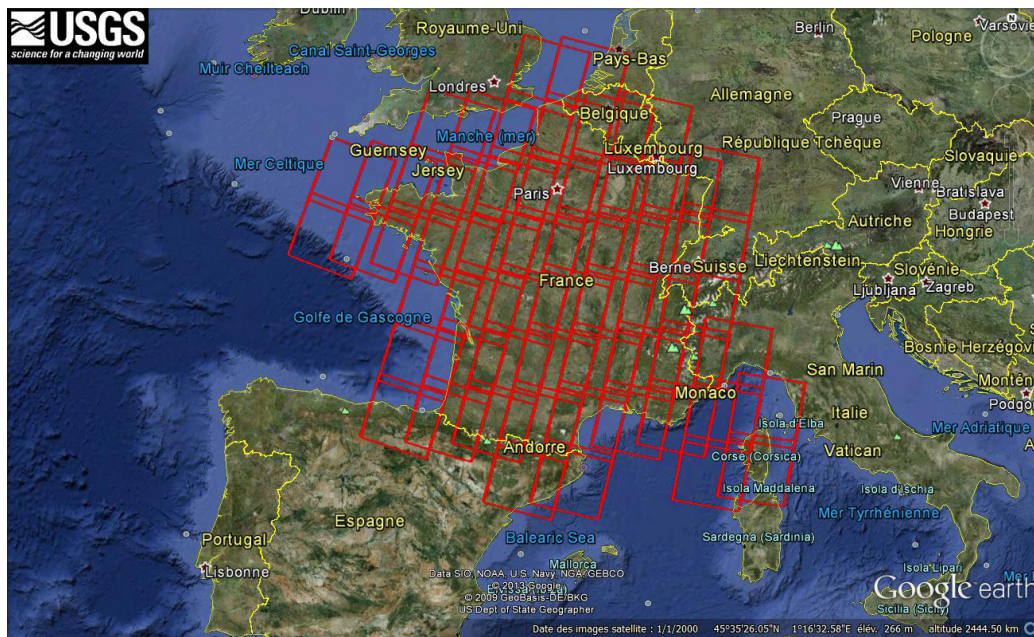 USGS
science for a changing world
Dublin
Royaume-Uni
Berlin
Varsovie
Pologne
Canal Saint-Georges
Pays-Bas
Muir Cheilteach
Londres
Allemagne
Belgique
Prague
Manche (mer)
République Tchèque
Guernsey
Luxembourg
Slovaquie
Mer Celtique
Jersey
Luxembourg
Paris
Vienne
Bratislava
Budapest
Autriche
Hongrie
Berne
Suisse
Liechtenstein
Slovénie
France
Ljubljana
Zagreb
Golfe de Gascogne
Bosnie Herzégovi
San Marin
Monaco
Italie
Podgo
Isola d'Elba
Mer Adriatique
Andorre
Corse (Corsica)
Vatican
Isola Maddalena
Isola d'Ischia
Espagne
Mer Tyrrhénienne
Portugal
Balearic Sea
Sardegna (Sardinia)
Lisbonne
Mallorca
Isola Lipari
Data SIO, NOAA, U.S. Navy, NGA, GEBCO
© 2013 Google
© 2009 GeoBasis-DE/BKG
US Dept of State Geographer
Google earth
Sicilia (Sicily)
Date des images satellite : 1/1/2000 45°35'26.05"N 1°16'32.58"E élév. 266 m altitude 2444.50 km